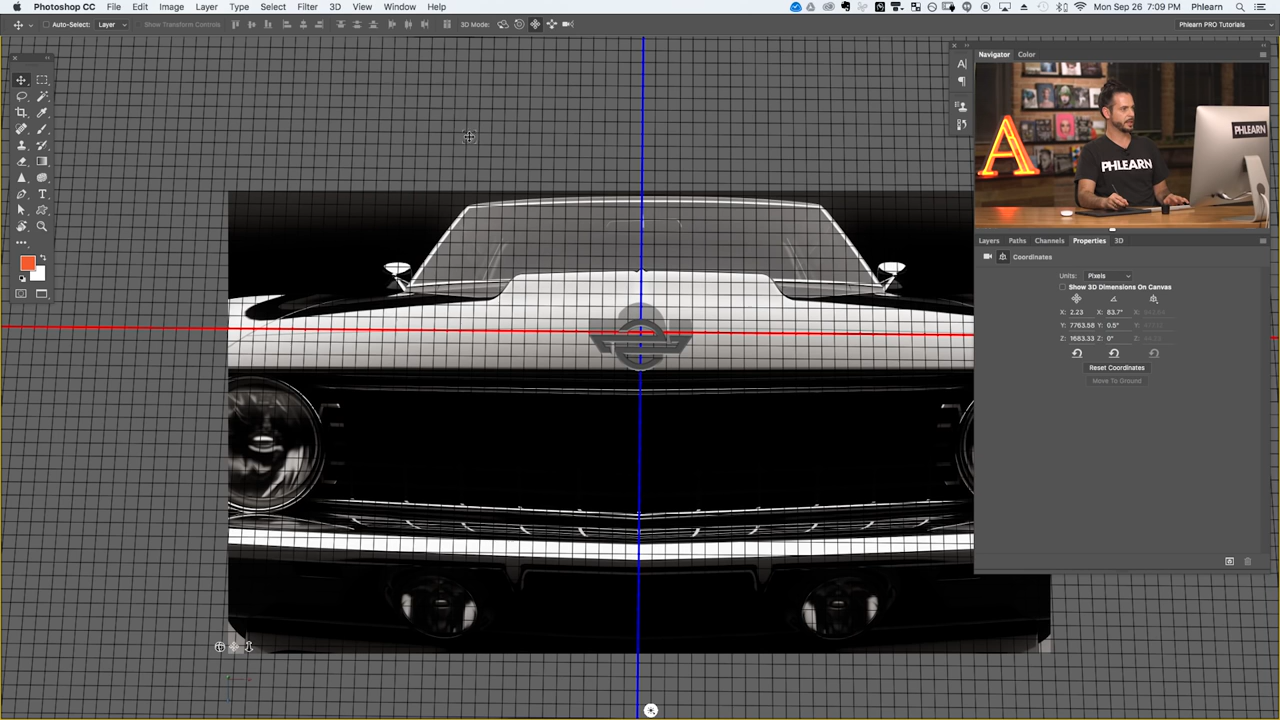 Photoshop CC File Edit Image Layer Type Select Filter 3D View Window Help Mon Sep 26 7:09 PM Phlearn
Auto-Select: Layer Show Transform Controls 3D Mode: Phlearn PRO Tutorials
Navigator Color
A
PHLEARN
PHLEARN
Layers Paths Channels Properties 3D
Coordinates
Units: Pixels
Show 3D Dimensions On Canvas
X: 2.23 X: 83.7° X:
Y: 7763.58 Y: 0.5° Y:
Z: 1683.33 Z: 0° Z:
Reset Coordinates
Move To Ground